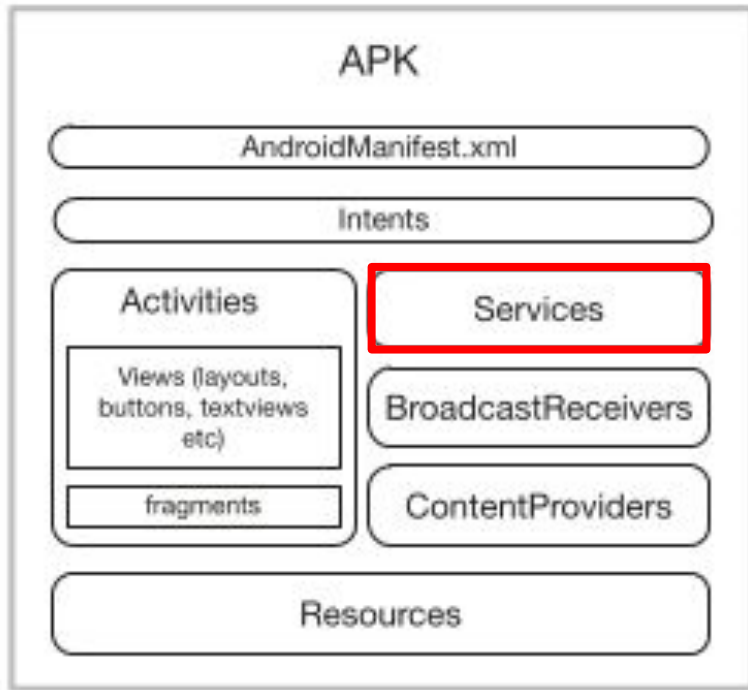 APK
AndroidManifest.xml
Intents
Activities
Views (layouts,
buttons, textviews
etc)
fragments
Services
BroadcastReceivers
ContentProviders
Resources